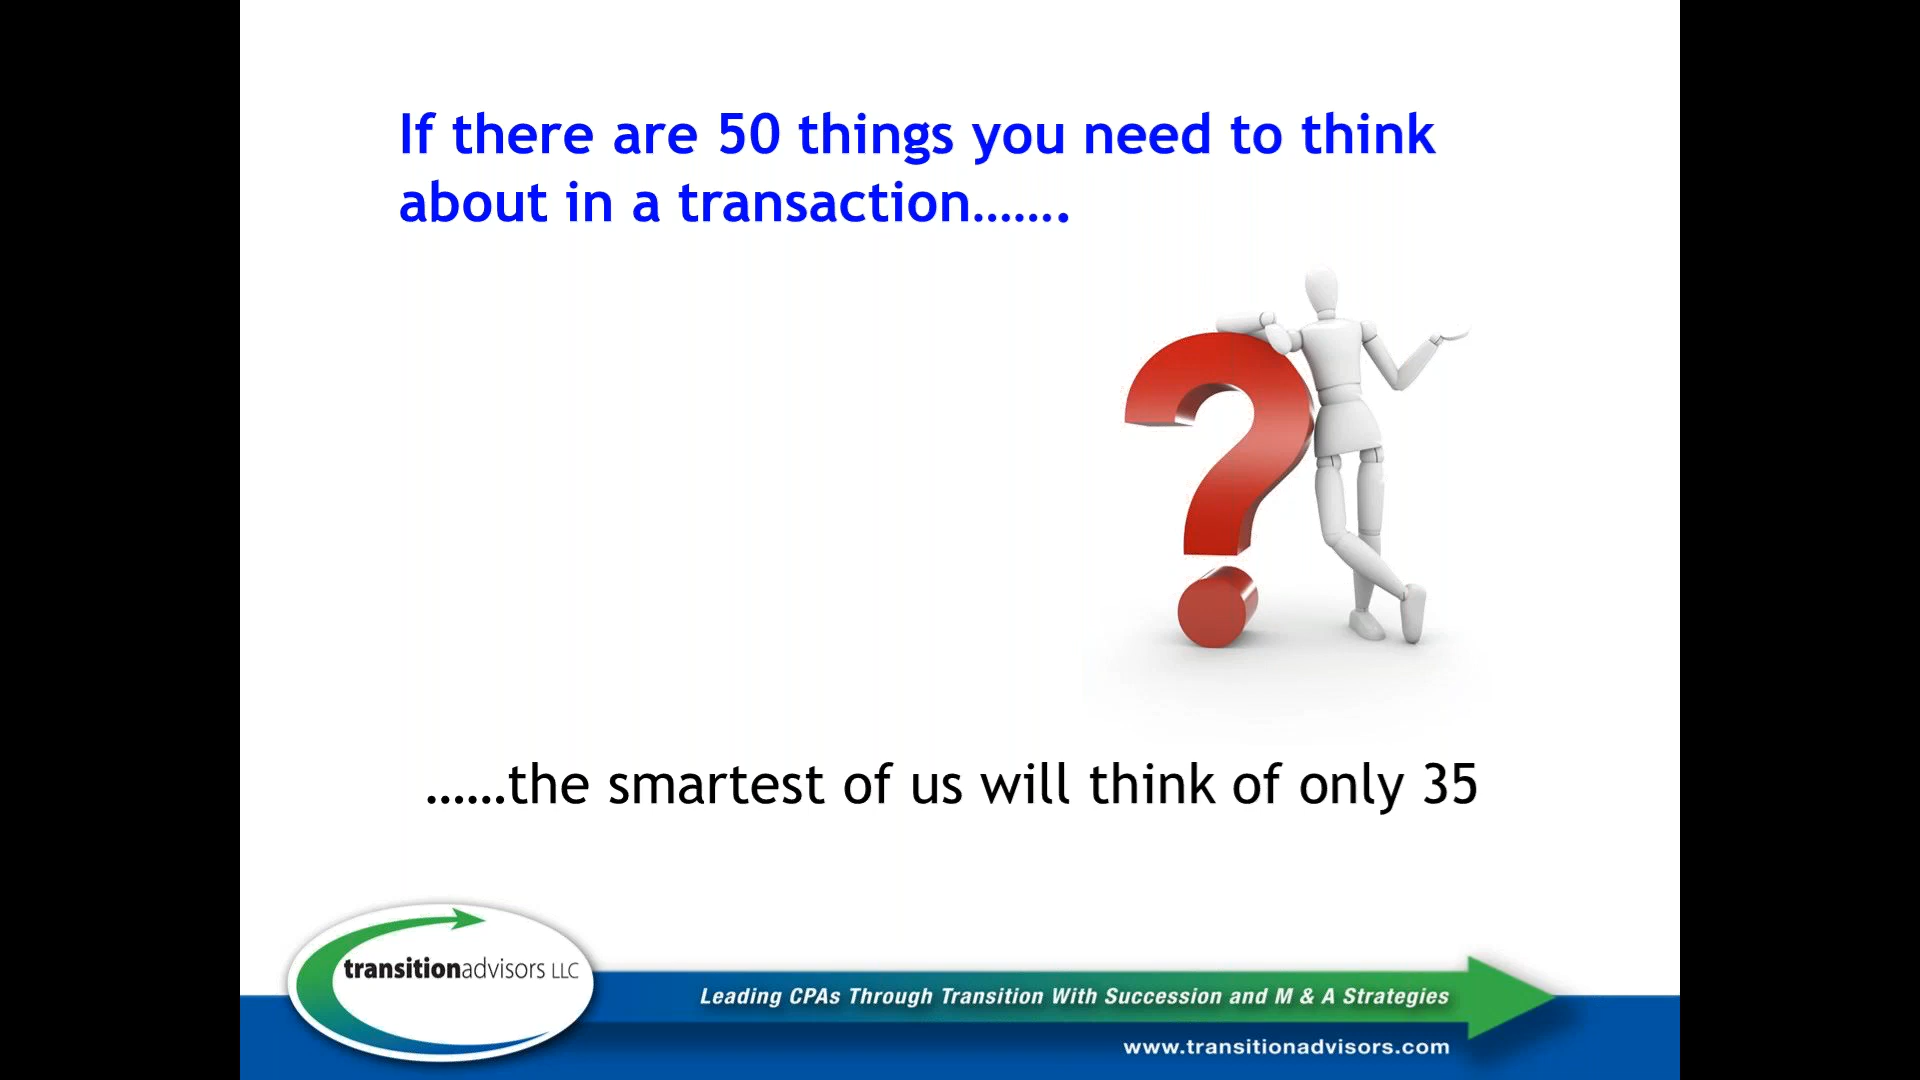 If there are 50 things you need to think
about in a transaction…….
……the smartest of us will think of only 35
transitionadvisors LLC
Leading CPAs Through Transition With Succession and M & A Strategies
www.transitionadvisors.com